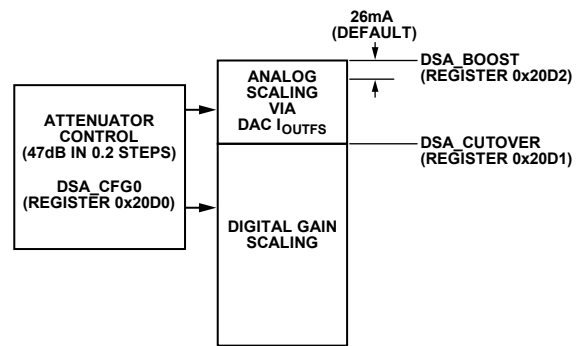 26mA
(DEFAULT)
DSA_BOOST
(REGISTER 0x20D2)
ANALOG
SCALING
VIA
DAC IOUTFS
ATTENUATOR
CONTROL
(47dB IN 0.2 STEPS)
DSA_CFG0
(REGISTER 0x20D0)
DSA_CUTOVER
(REGISTER 0x20D1)
DIGITAL GAIN
SCALING